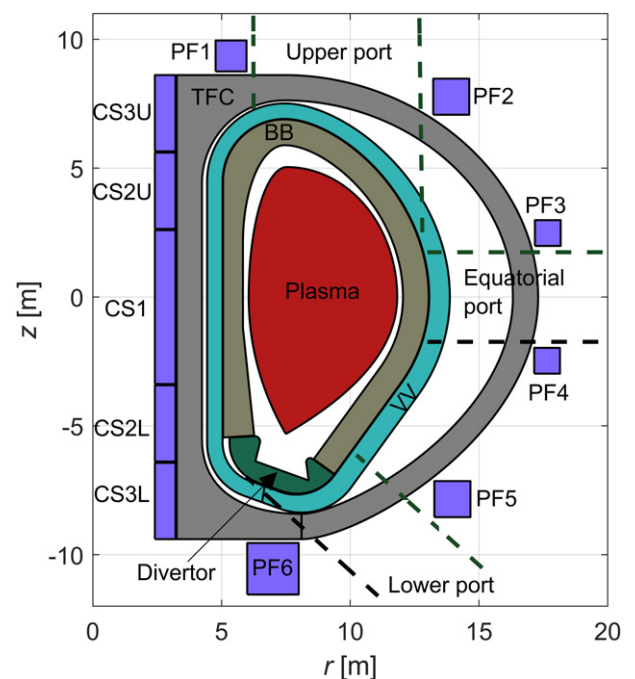 10
5
0
-5
-10
z [m]
0 5 10 15 20
r [m]
PF1
Upper port
TFC
PF2
CS3U
BB
CS2U
PF3
CS1
Plasma
Equatorial
port
PF4
VV
CS2L
CS3L
PF5
Divertor
PF6
Lower port